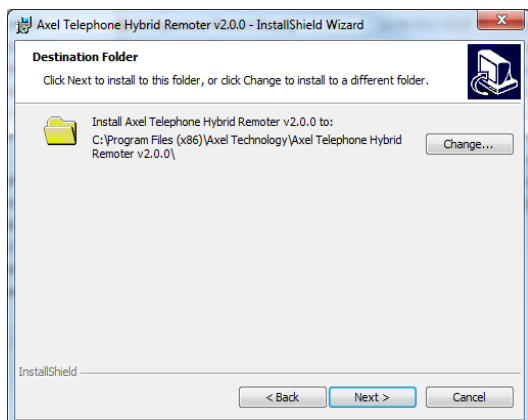 Axel Telephone Hybrid Remoter v2.0.0 - InstallShield Wizard
Destination Folder
Click Next to install to this folder, or click Change to install to a different folder.
Install Axel Telephone Hybrid Remoter v2.0.0 to:
C:\Program Files (x86)\Axel Technology\Axel Telephone Hybrid
Remoter v2.0.0\
Change...
InstallShield
< Back
Next >
Cancel